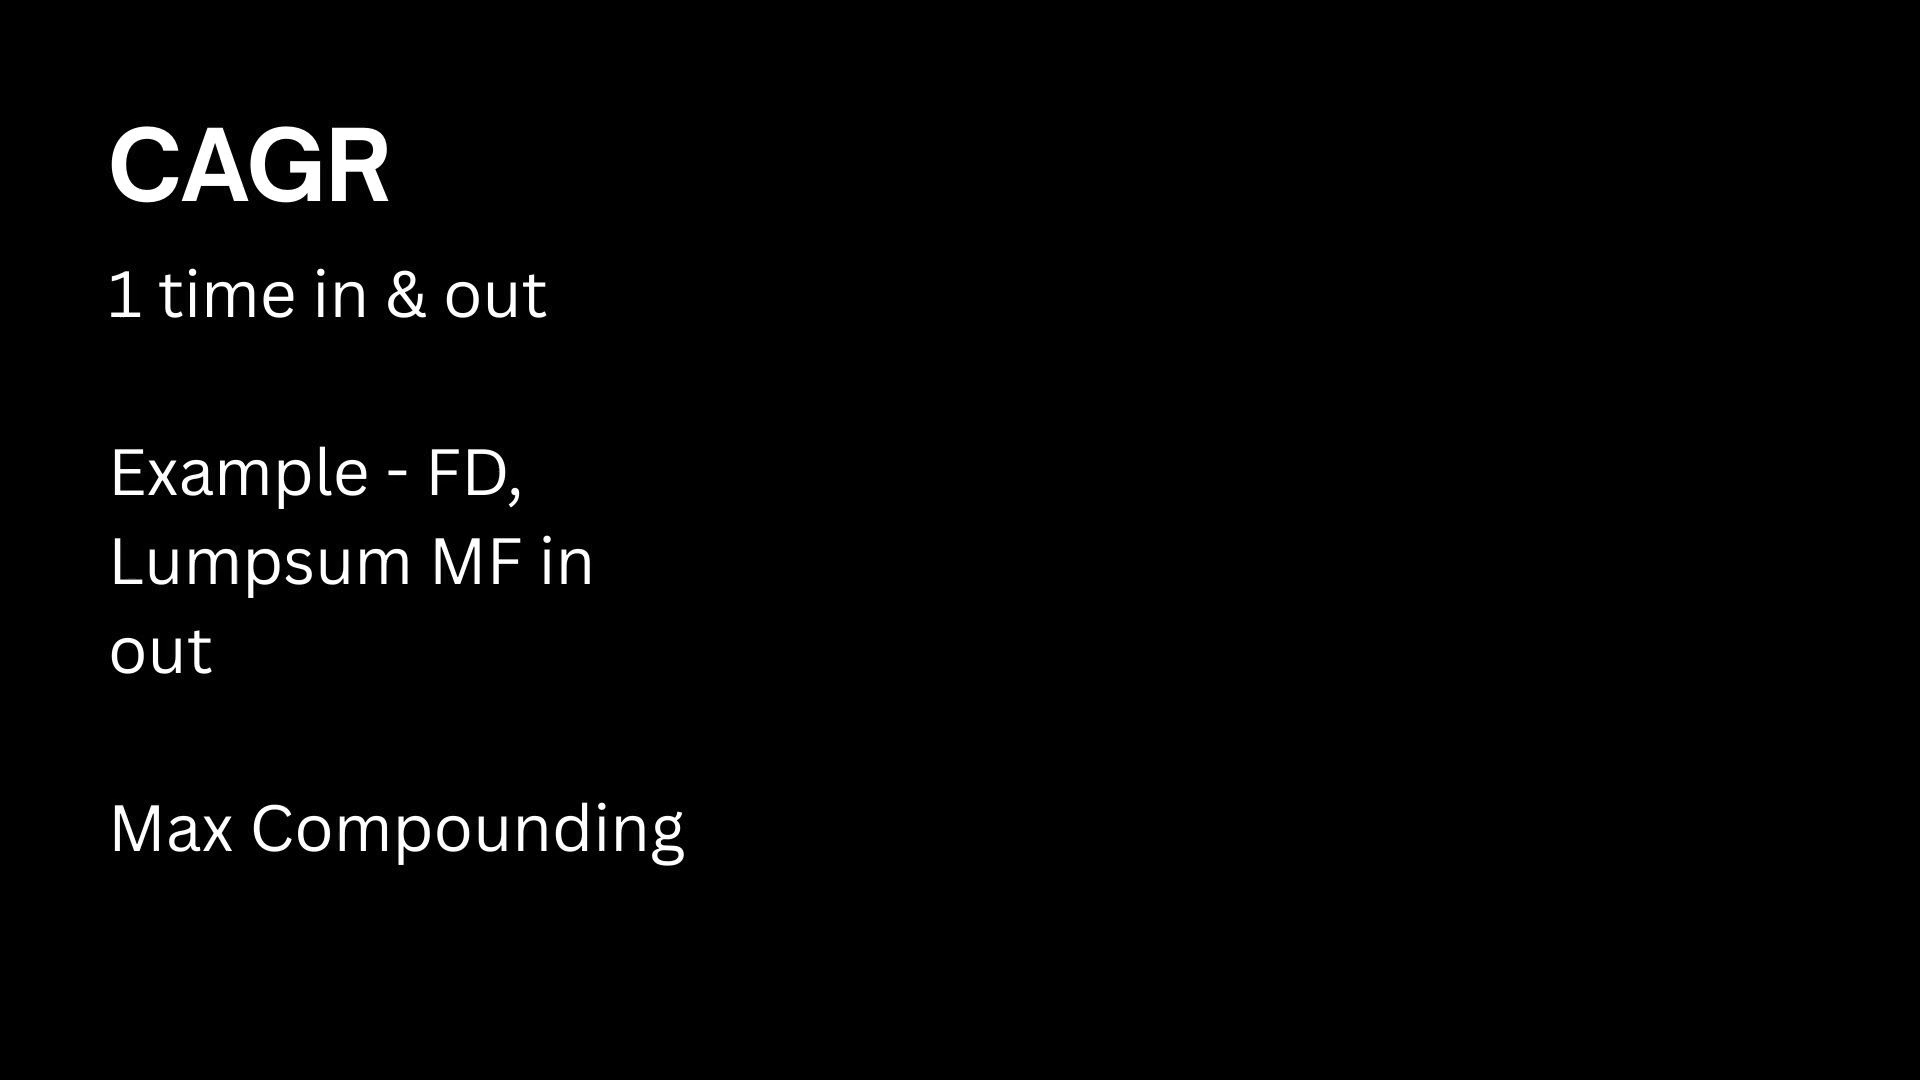 CAGR
1 time in & out
Example - FD,
Lumpsum MF in
out
Max Compounding